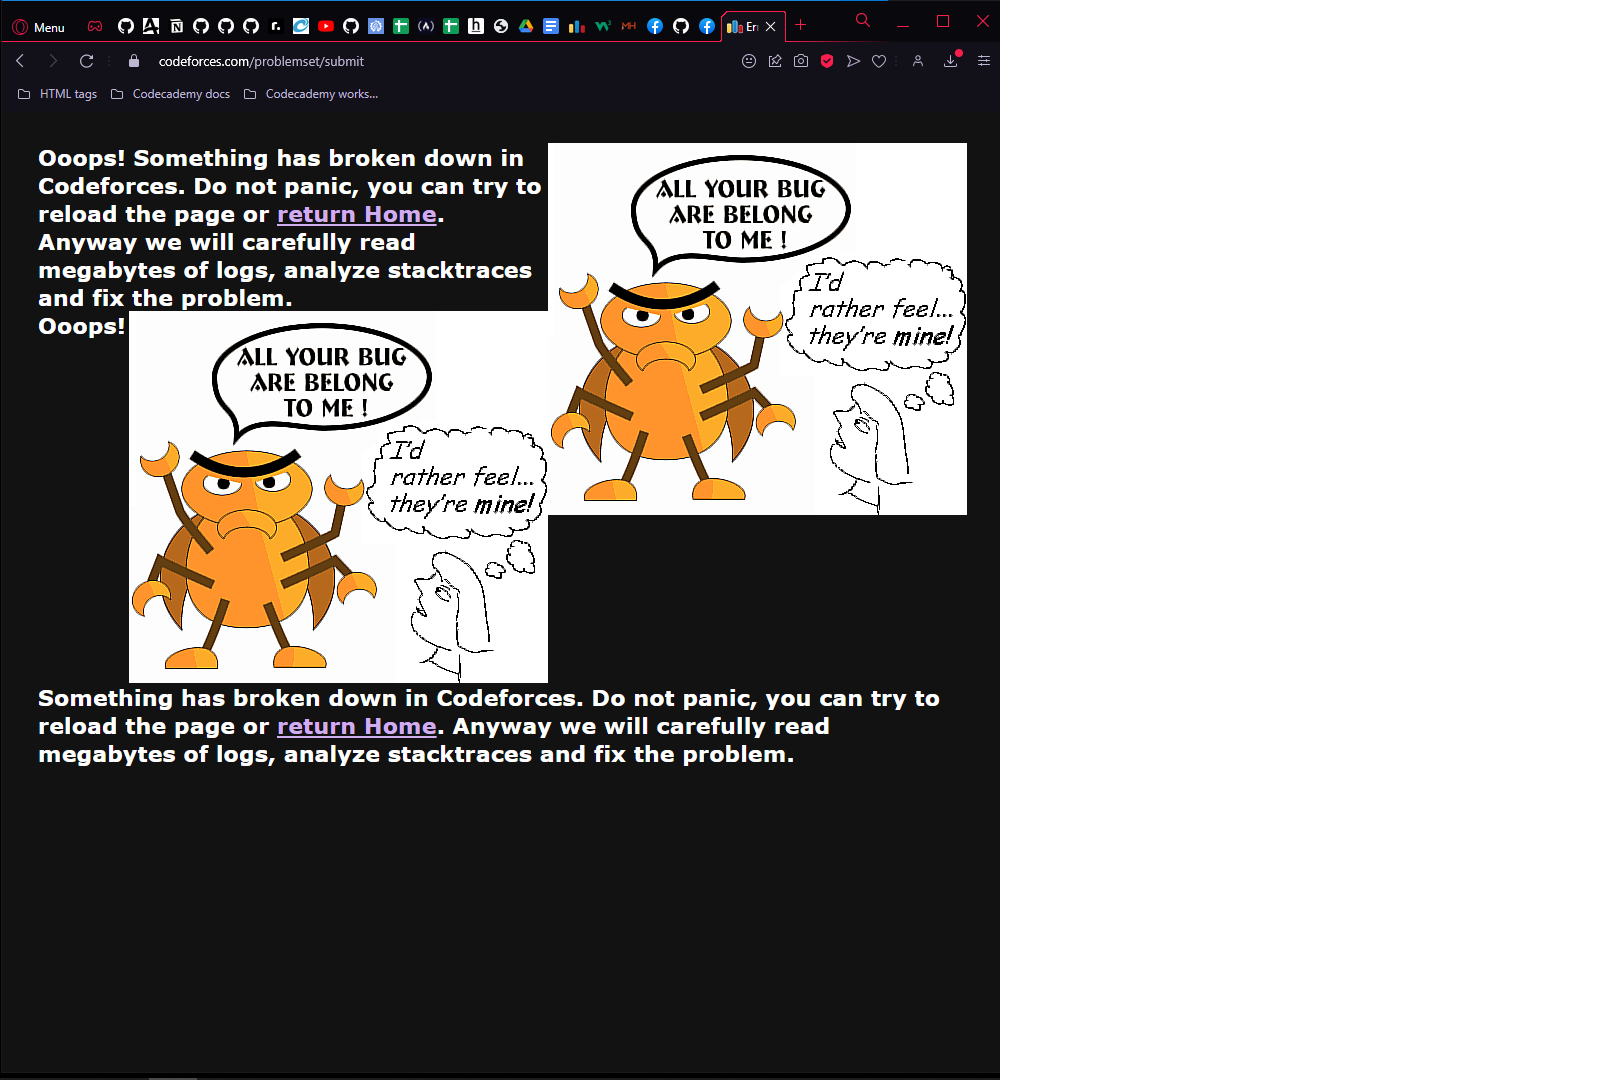 Menu
Er
codeforces.com/problemset/submit
HTML tags
Codecademy docs
Codecademy works...
Ooops! Something has broken down in
Codeforces. Do not panic, you can try to
reload the page or return Home.
Anyway we will carefully read
megabytes of logs, analyze stacktraces
and fix the problem.
ALL YOUR BUG
ARE BELONG
TO ME !
I'd
rather feel...
they're mine!
Ooops!
ALL YOUR BUG
ARE BELONG
TO ME !
I'd
rather feel...
they're mine!
Something has broken down in Codeforces. Do not panic, you can try to
reload the page or return Home. Anyway we will carefully read
megabytes of logs, analyze stacktraces and fix the problem.